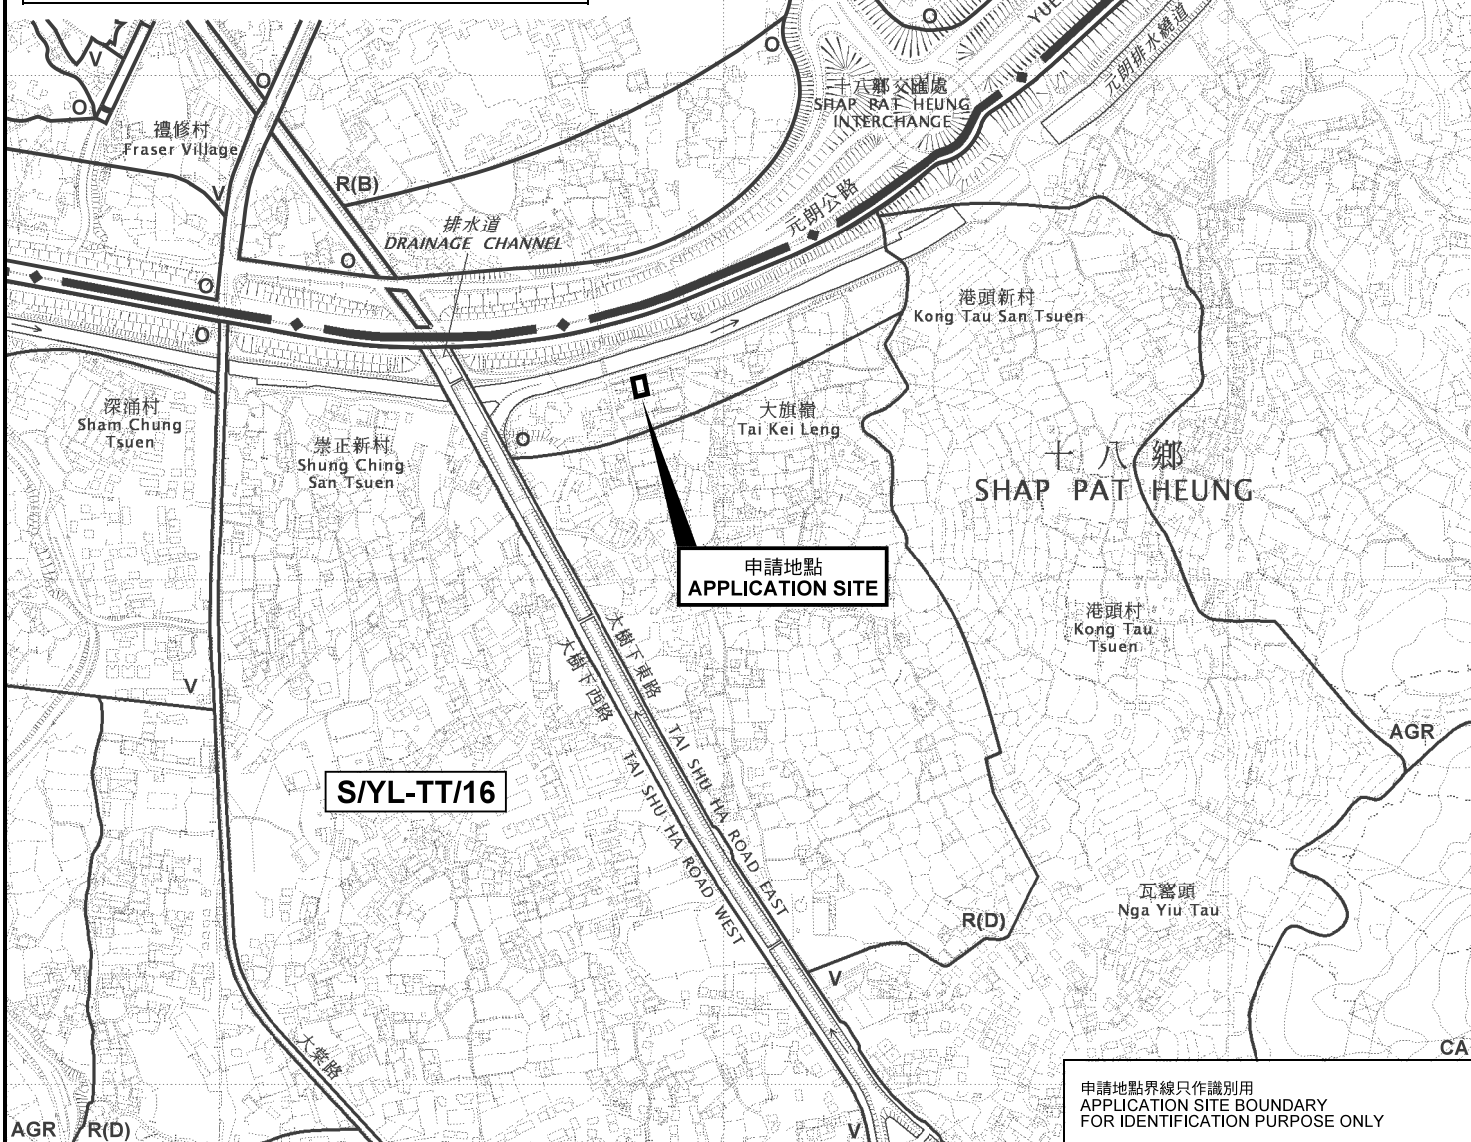 O
YUE
O
V
O
十八鄉交匯處
SHAP PAT HEUNG
INTERCHANGE
元朗排水繞道
O
禮修村
Fraser Village
V
R(B)
元朗公路
排水道
DRAINAGE CHANNEL
O
O
O
港頭新村
Kong Tau San Tsuen
深涌村
Sham Chung
Tsuen
崇正新村
Shung Ching
San Tsuen
O
大旗嶺
Tai Kei Leng
十八鄉
SHAP PAT HEUNG
申請地點
APPLICATION SITE
大樹下東路
TAI SHU HA ROAD EAST
大樹下西路
TAI SHU HA ROAD WEST
港頭村
Kong Tau
Tsuen
V
AGR
S/YL-TT/16
瓦窰頭
Nga Yiu Tau
R(D)
V
大棠路
CA
申請地點界線只作識別用
APPLICATION SITE BOUNDARY
FOR IDENTIFICATION PURPOSE ONLY
AGR
R(D)
V